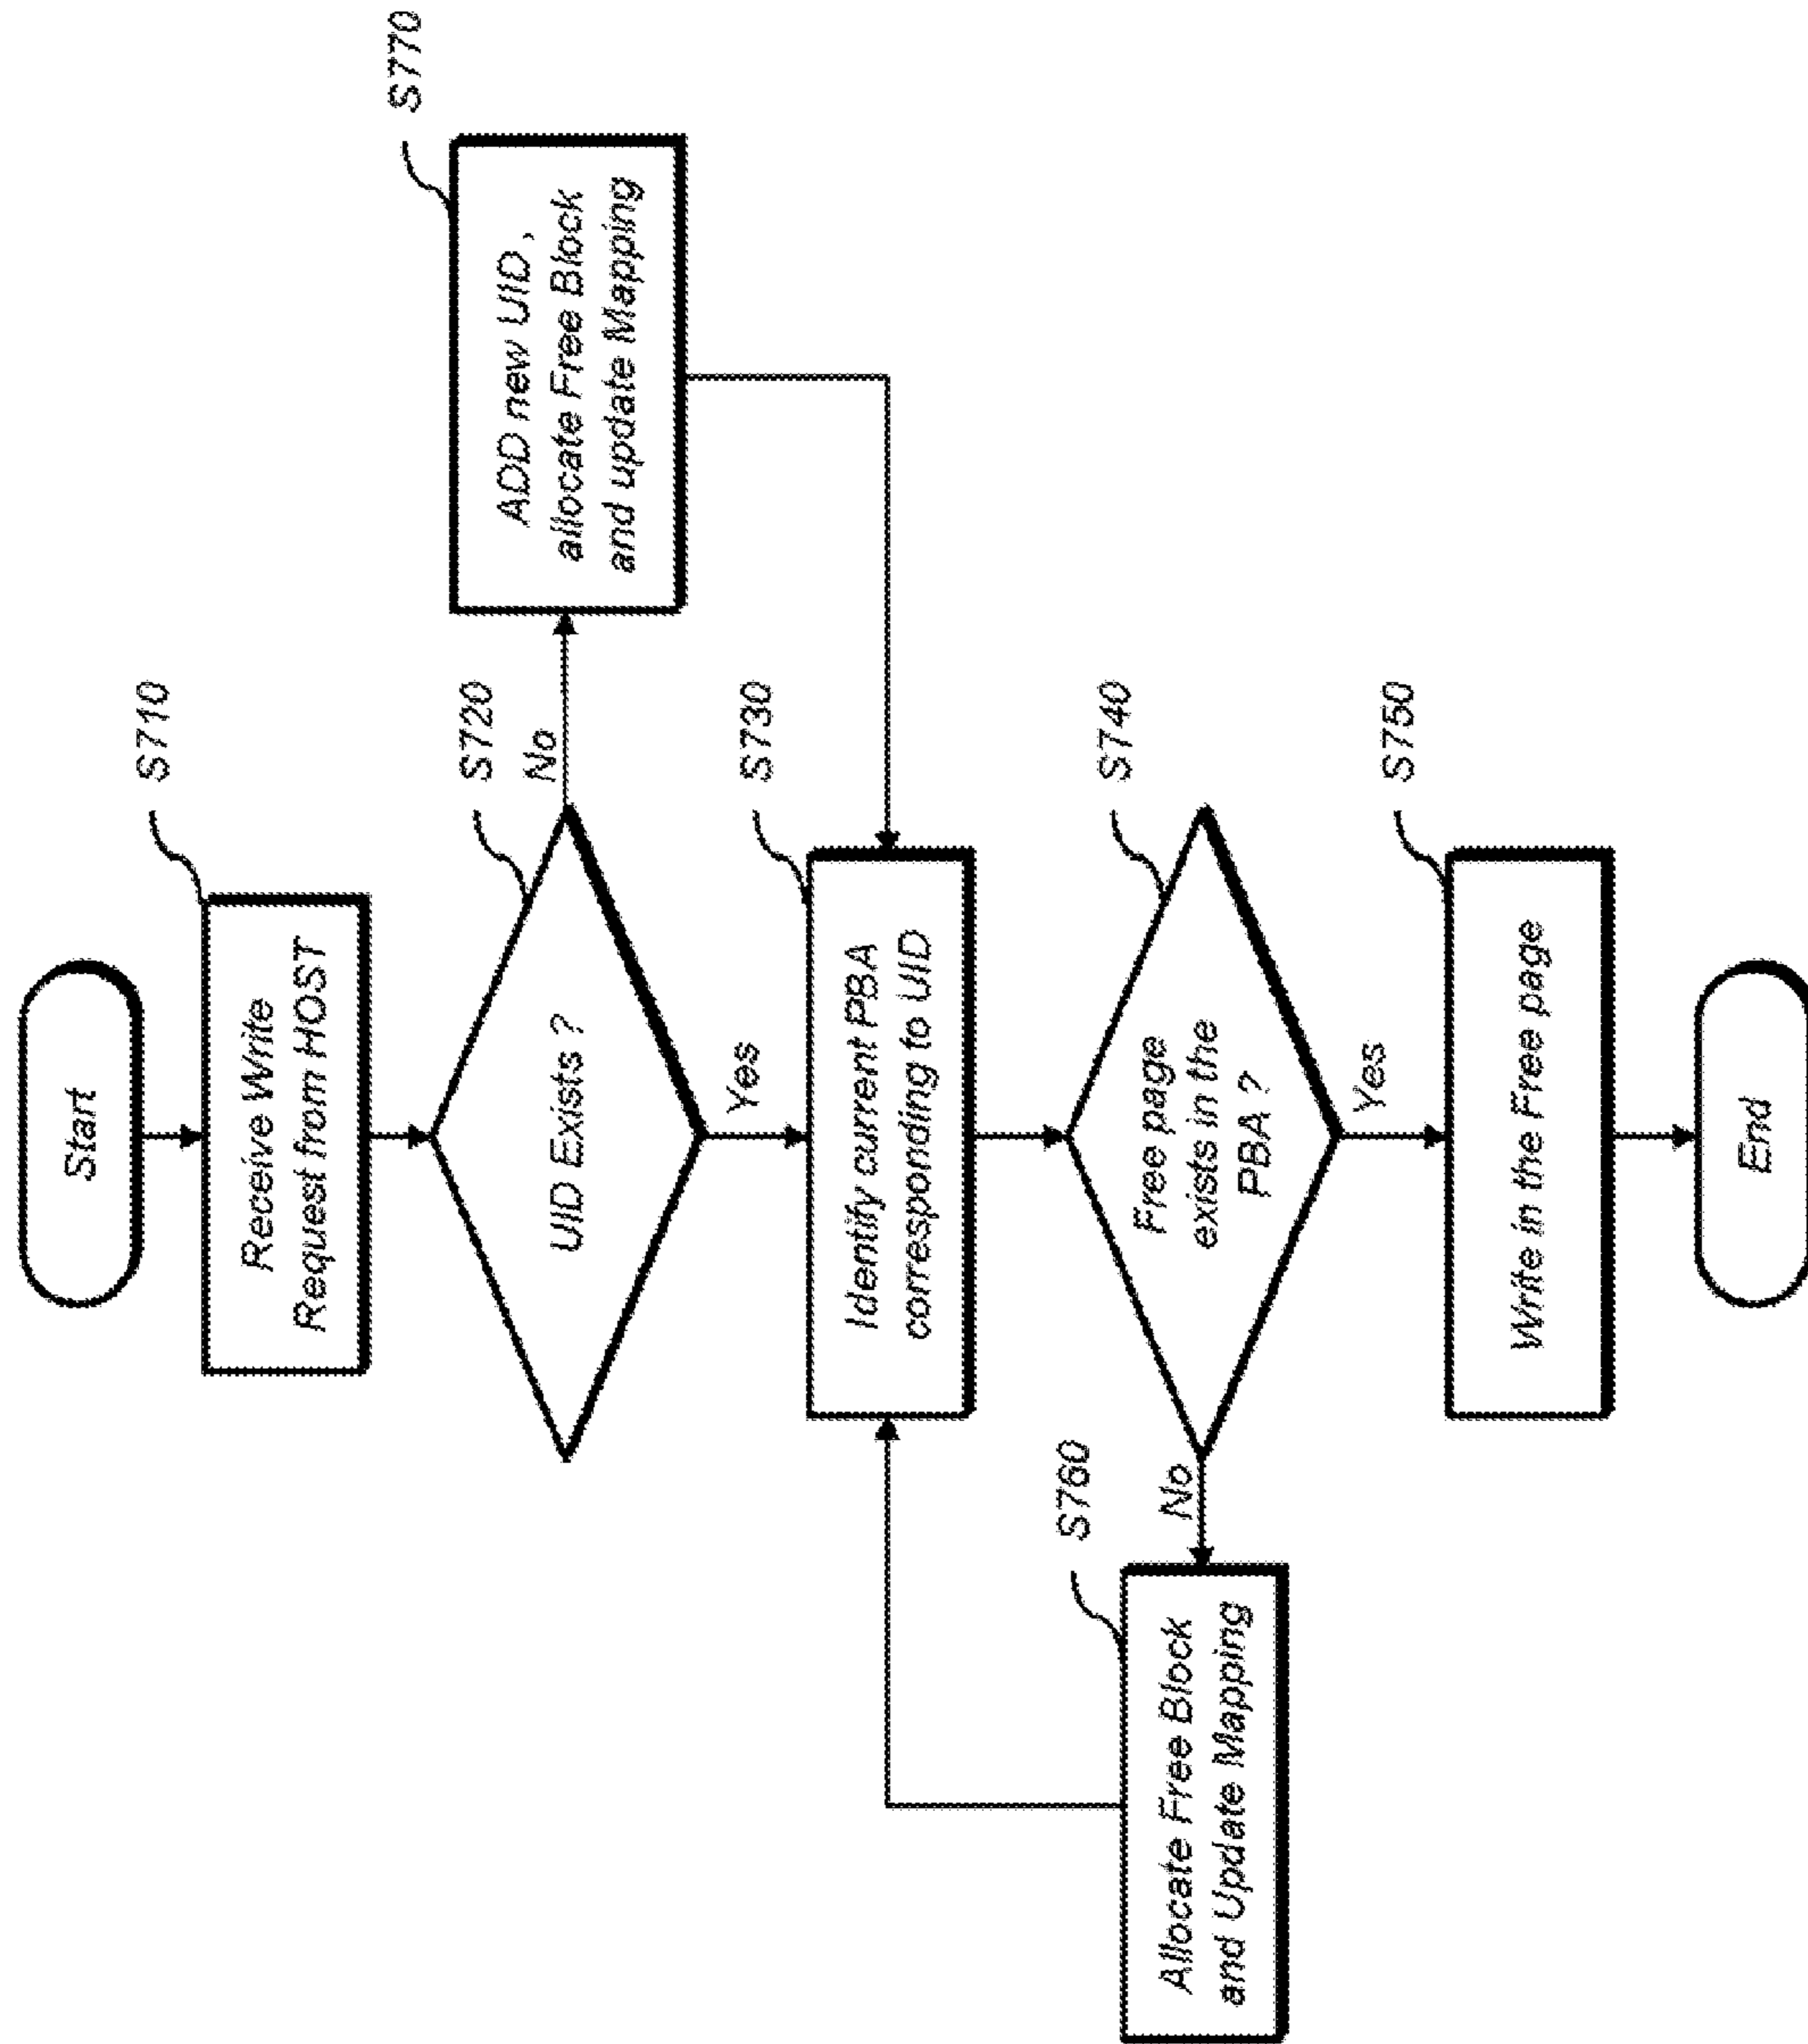 Start
S710
Receive Write
Request from HOST
S720
UID Exists ?
No
S770
ADD new UID,
allocate Free Block
and update Mapping
Yes
S730
Identify current PBA
corresponding to UID
S740
Free page
exists in the
PBA ?
No
S760
Allocate Free Block
and Update Mapping
Yes
S750
Write in the Free page
End